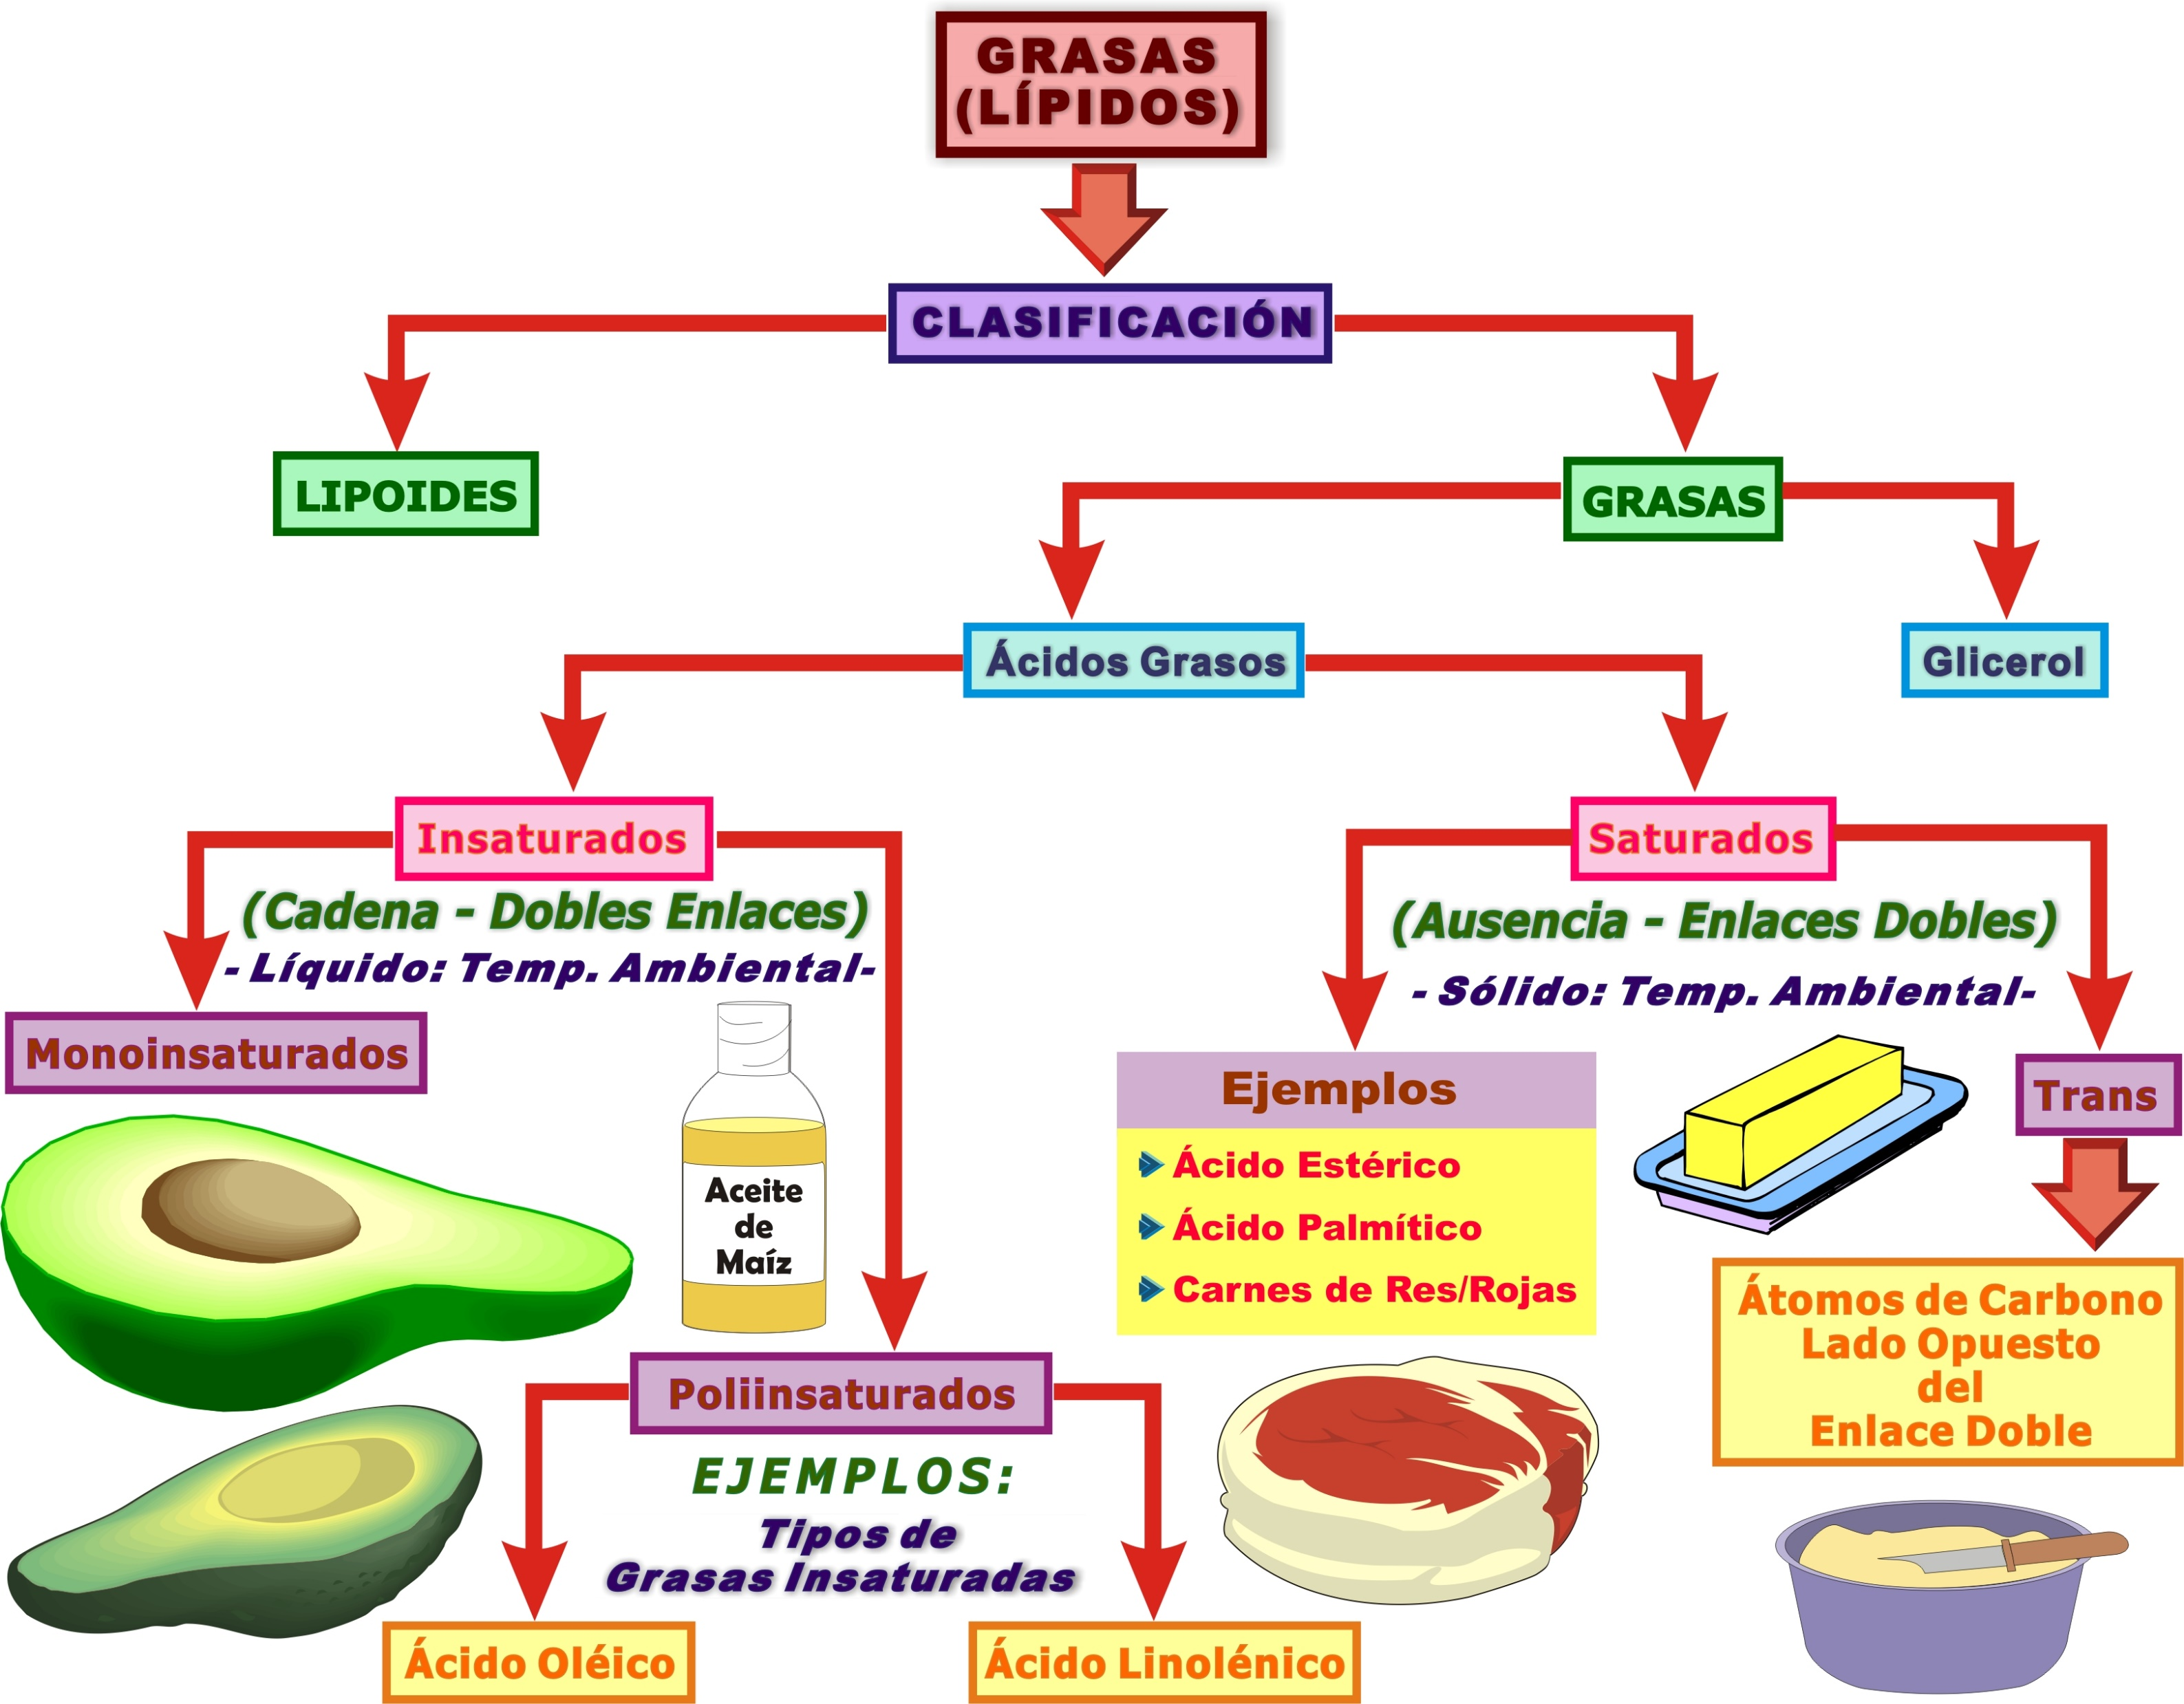 GRASAS
(LÍPIDOS)
CLASIFICACIÓN
LIPOIDES
GRASAS
Ácidos Grasos
Glicerol
Insaturados
(Cadena - Dobles Enlaces)
- Líquido: Temp. Ambiental-
Saturados
(Ausencia - Enlaces Dobles)
- Sólido: Temp. Ambiental-
Monoinsaturados
Aceite
de
Maíz
Ejemplos
Ácido Estérico
Ácido Palmítico
Carnes de Res/Rojas
Trans
Átomos de Carbono
Lado Opuesto
del
Enlace Doble
Poliinsaturados
EJEMPLOS:
Tipos de
Grasas Insaturadas
Ácido Oléico
Ácido Linolénico